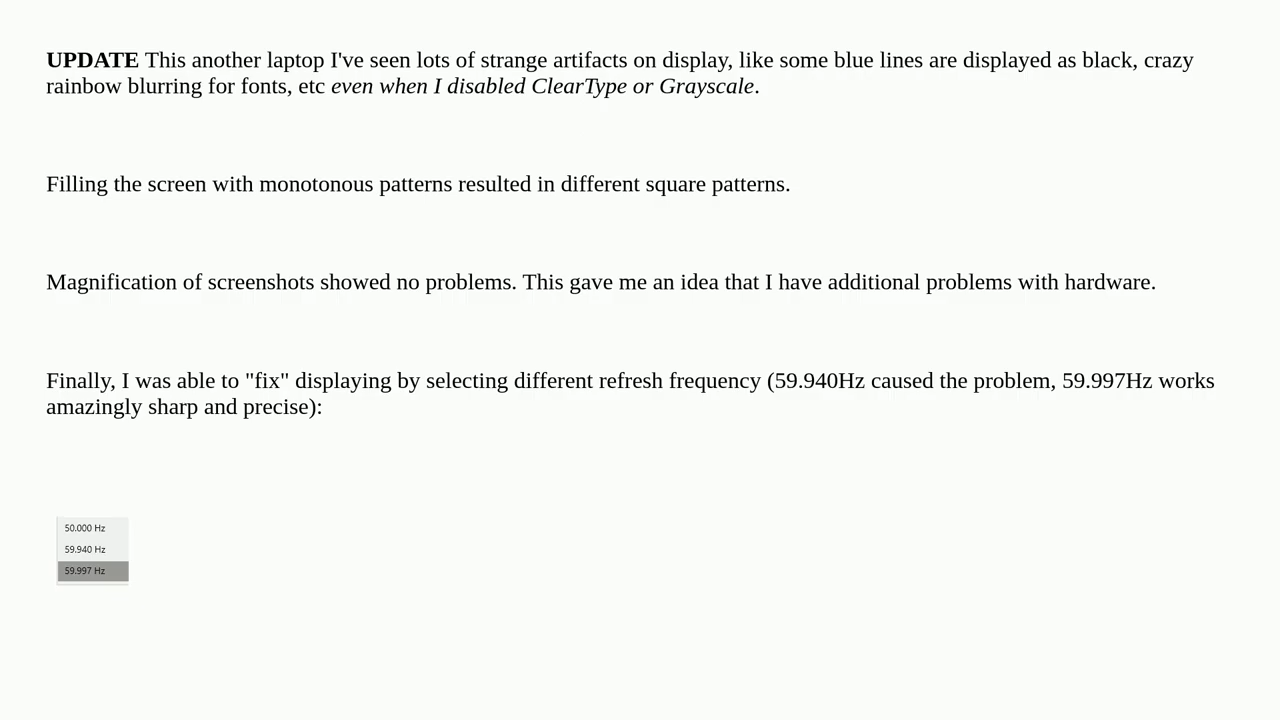 UPDATE This another laptop I've seen lots of strange artifacts on display, like some blue lines are displayed as black, crazy
rainbow blurring for fonts, etc even when I disabled ClearType or Grayscale.
Filling the screen with monotonous patterns resulted in different square patterns.
Magnification of screenshots showed no problems. This gave me an idea that I have additional problems with hardware.
Finally, I was able to "fix" displaying by selecting different refresh frequency (59.940Hz caused the problem, 59.997Hz works
amazingly sharp and precise):
50.000 Hz
59.940 Hz
59.997 Hz